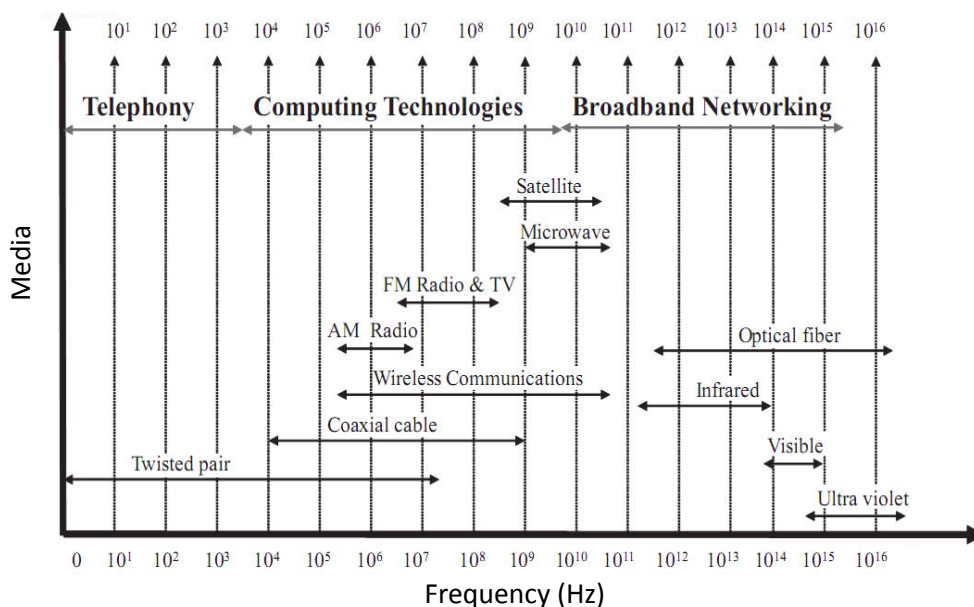 10¹ 10² 10³ 10⁴ 10⁵ 10⁶ 10⁷ 10⁸ 10⁹ 10¹⁰ 10¹¹ 10¹² 10¹³ 10¹⁴ 10¹⁵ 10¹⁶
Telephony Computing Technologies Broadband Networking
Satellite
Microwave
FM Radio & TV
AM Radio
Optical fiber
Wireless Communications
Infrared
Coaxial cable
Visible
Twisted pair
Ultra violet
Media
0 10¹ 10² 10³ 10⁴ 10⁵ 10⁶ 10⁷ 10⁸ 10⁹ 10¹⁰ 10¹¹ 10¹² 10¹³ 10¹⁴ 10¹⁵ 10¹⁶
Frequency (Hz)